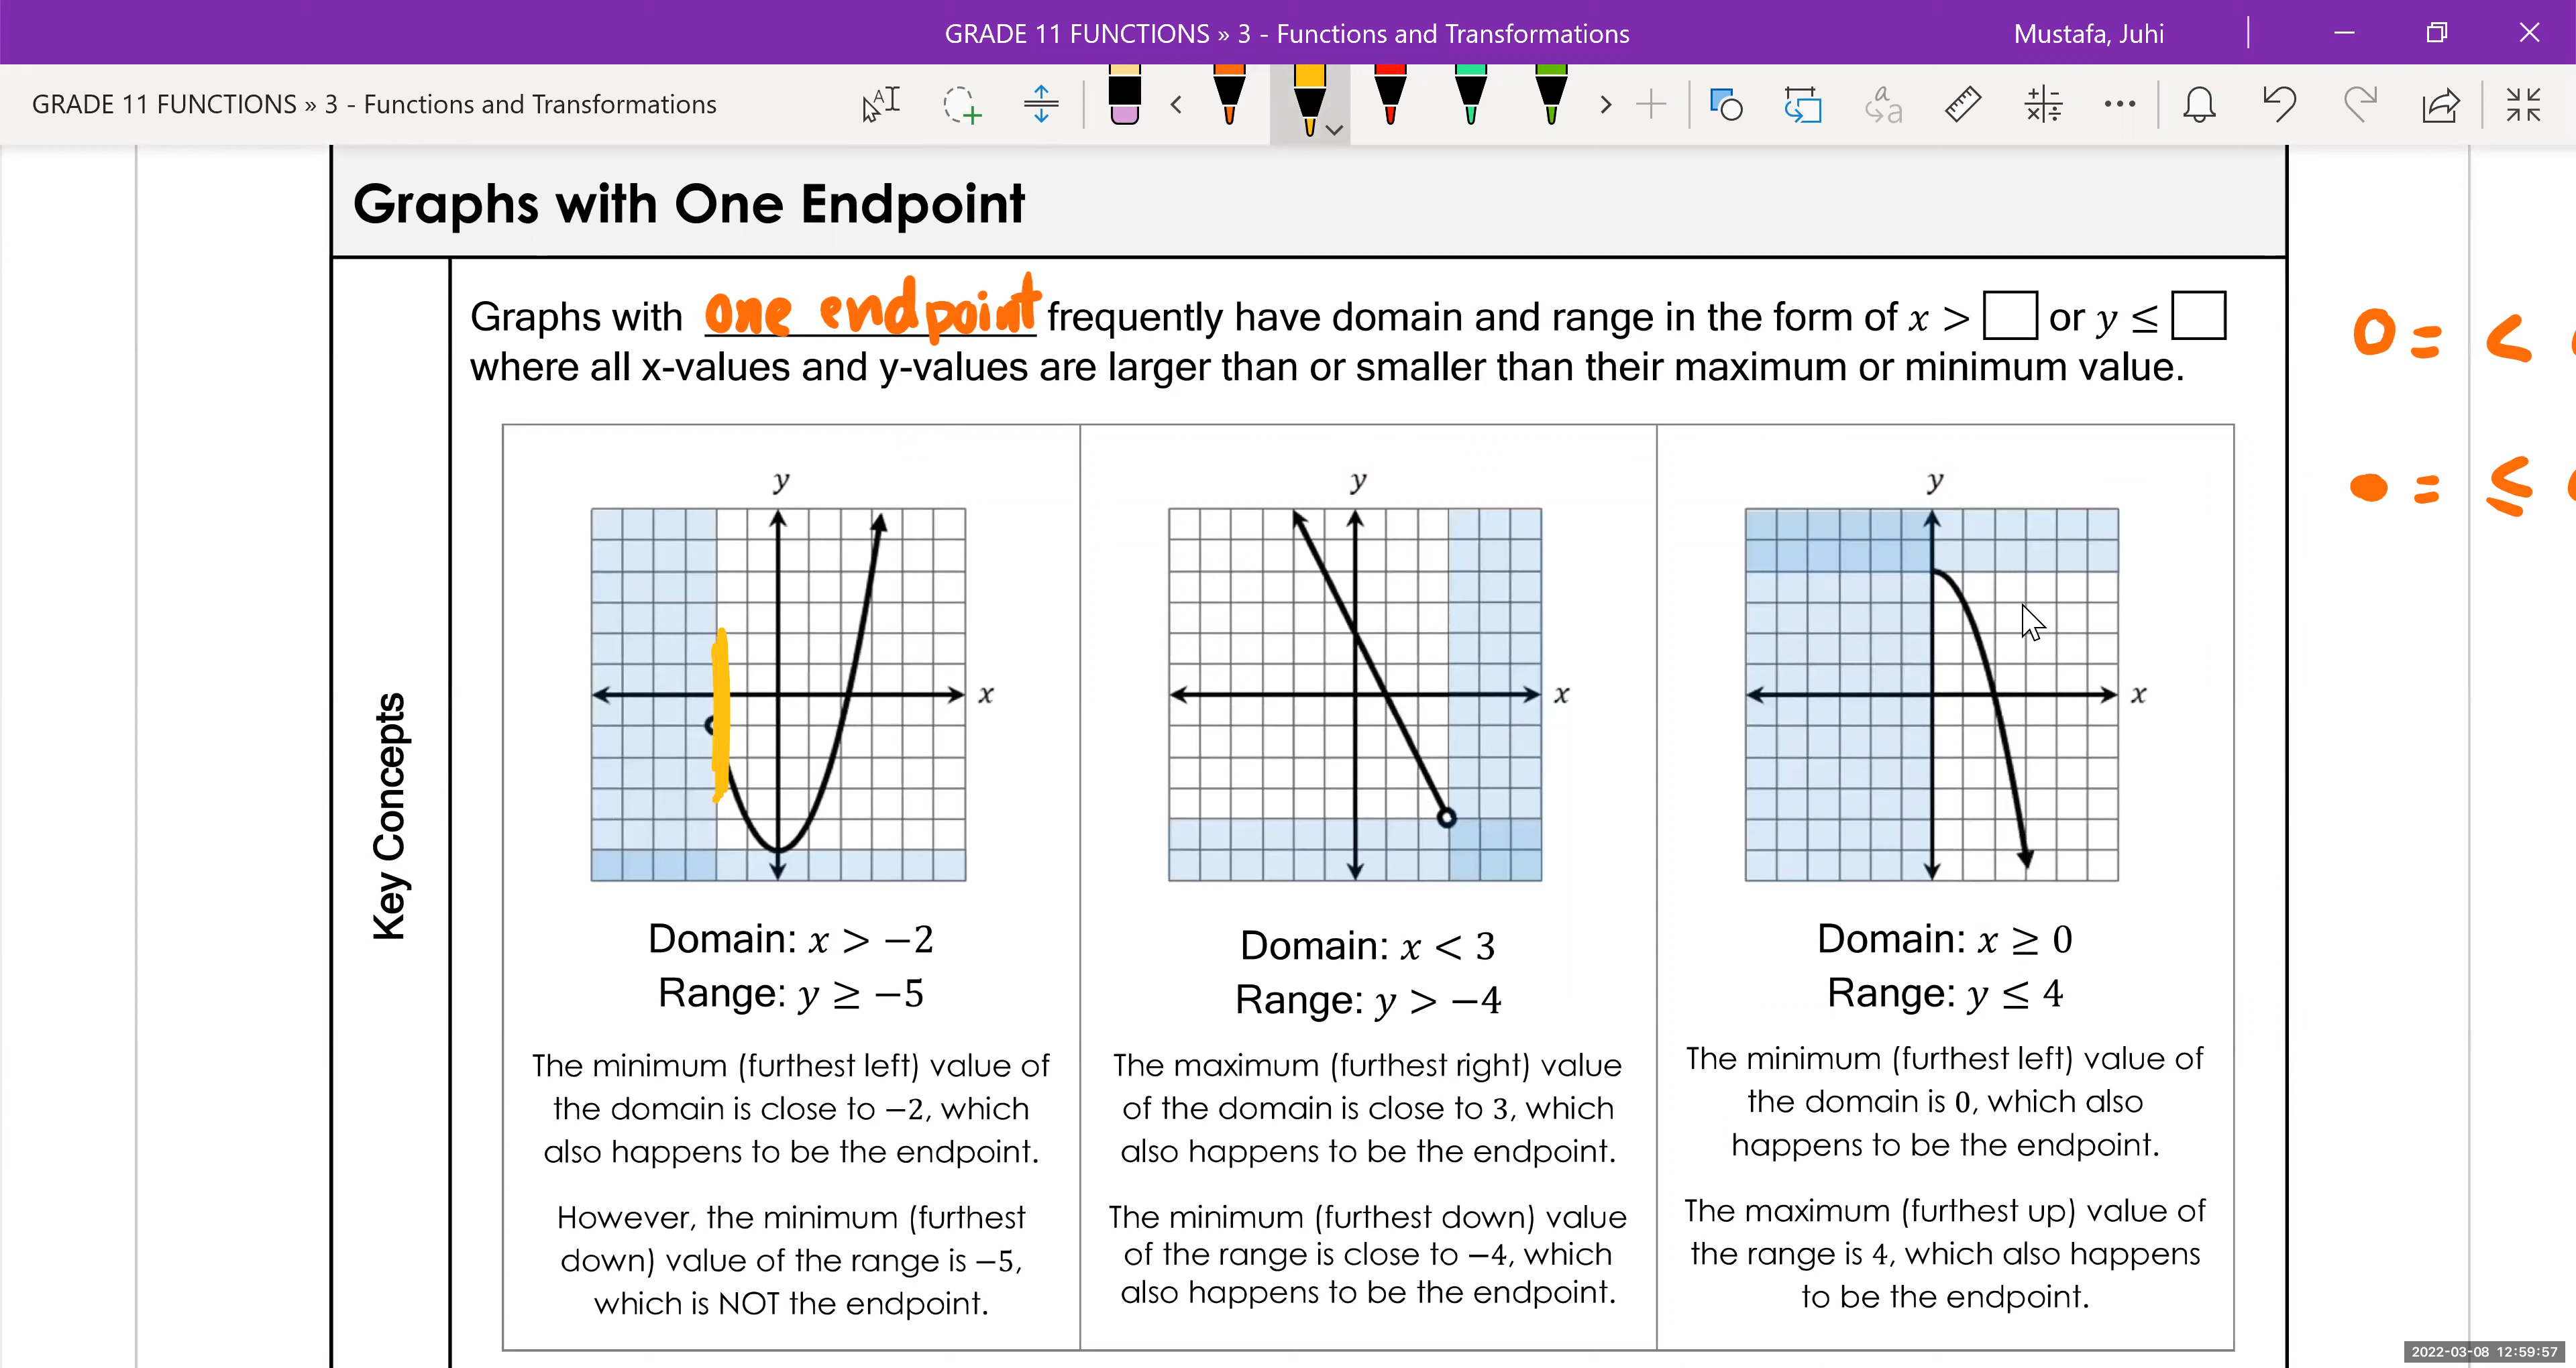 GRADE 11 FUNCTIONS » 3 - Functions and Transformations
Mustafa, Juhi
GRADE 11 FUNCTIONS » 3 - Functions and Transformations
Graphs with One Endpoint
Graphs with one endpoint frequently have domain and range in the form of x > □ or y ≤ □
where all x-values and y-values are larger than or smaller than their maximum or minimum value.
0 = <
● = ≤
Key Concepts
y
x
Domain: x > −2
Range: y ≥ −5
The minimum (furthest left) value of
the domain is close to −2, which
also happens to be the endpoint.
However, the minimum (furthest
down) value of the range is −5,
which is NOT the endpoint.
y
x
Domain: x < 3
Range: y > −4
The maximum (furthest right) value
of the domain is close to 3, which
also happens to be the endpoint.
The minimum (furthest down) value
of the range is close to −4, which
also happens to be the endpoint.
y
x
Domain: x ≥ 0
Range: y ≤ 4
The minimum (furthest left) value of
the domain is 0, which also
happens to be the endpoint.
The maximum (furthest up) value of
the range is 4, which also happens
to be the endpoint.
2022-03-08 12:59:57